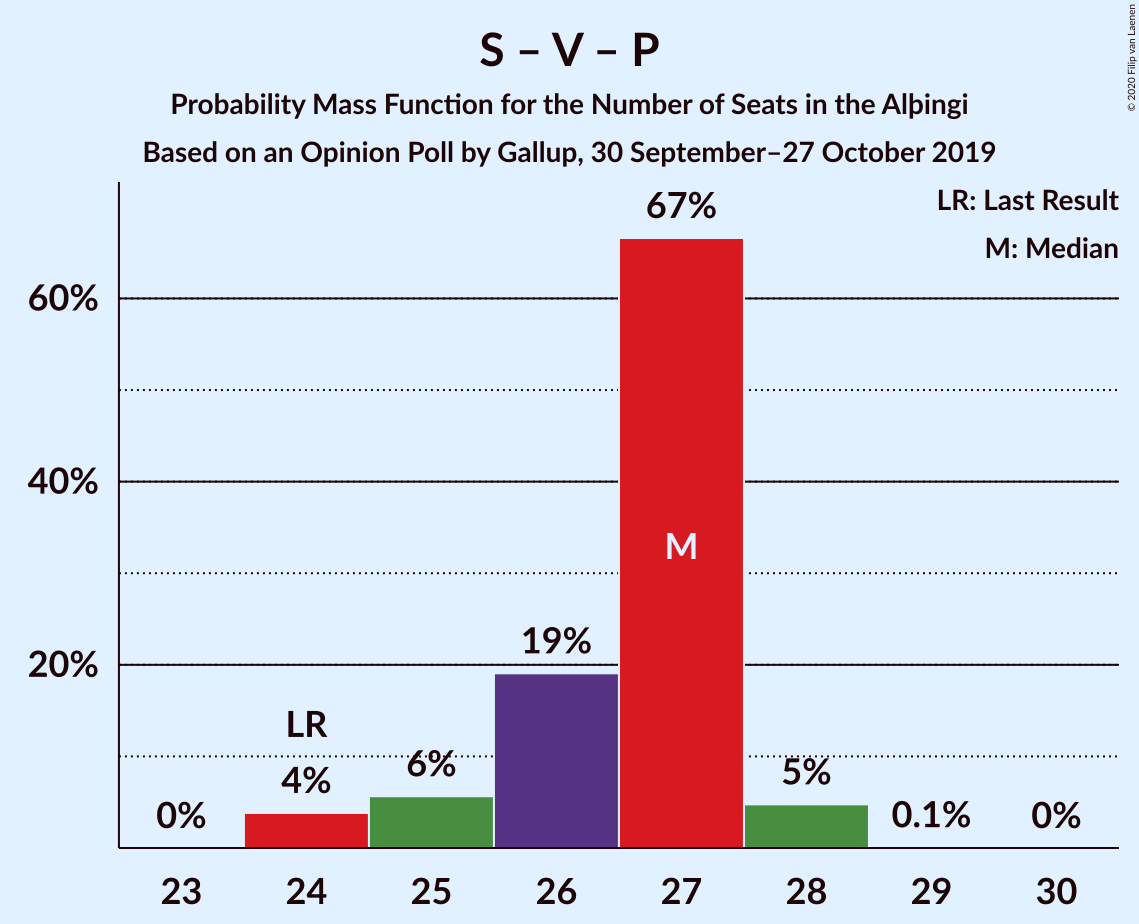 S – V – P
Probability Mass Function for the Number of Seats in the Alþingi
Based on an Opinion Poll by Gallup, 30 September–27 October 2019
© 2020 Filip van Laenen
LR: Last Result
M: Median
67%
60%
40%
M
19%
20%
LR
4%
6%
5%
0%
0.1%
0%
23 24 25 26 27 28 29 30